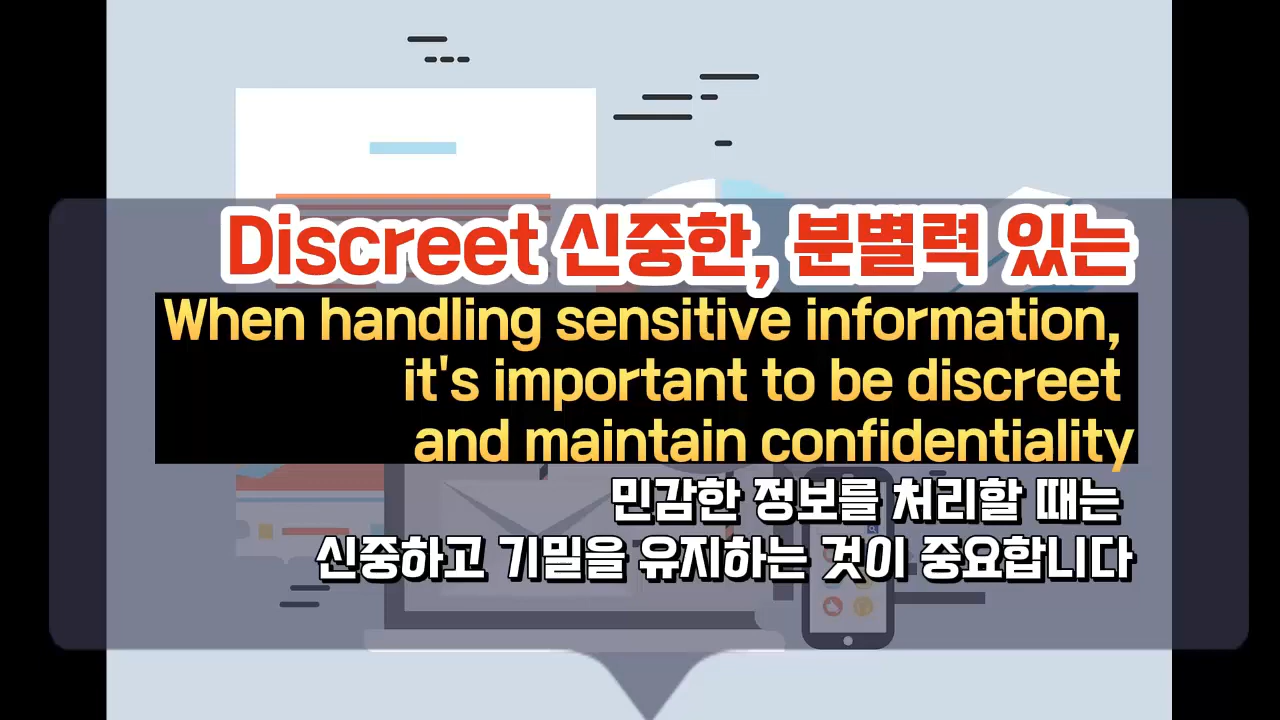 Discreet 신중한, 분별력 있는
When handling sensitive information,
it's important to be discreet
and maintain confidentiality
민감한 정보를 처리할 때는
신중하고 기밀을 유지하는 것이 중요합니다